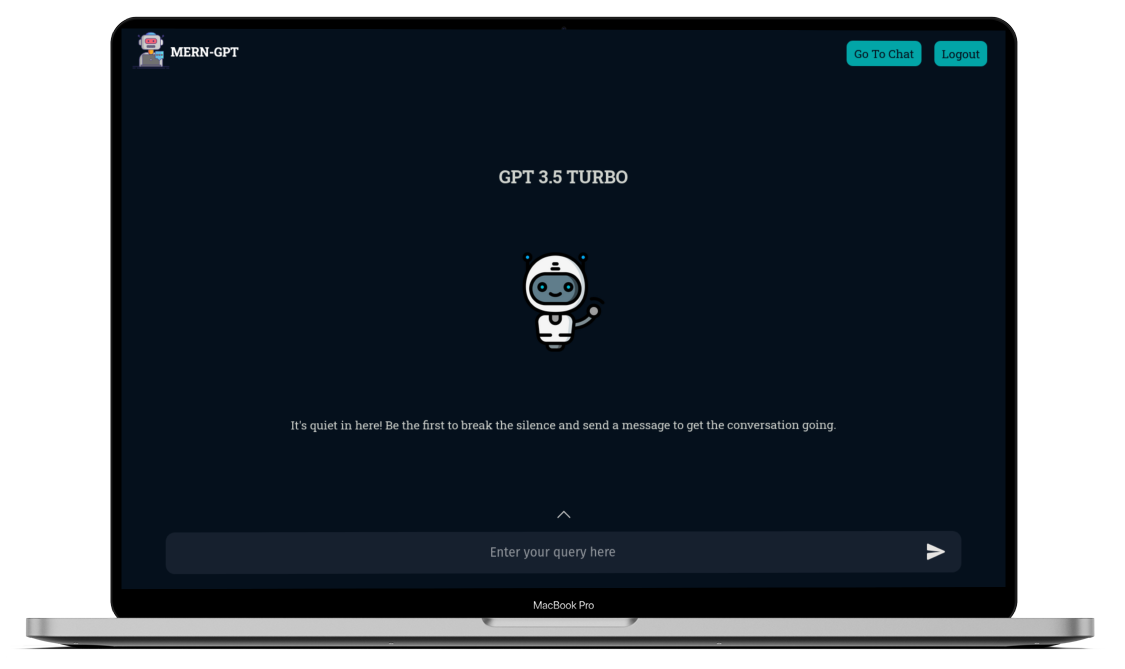 MERN-GPT
Go To Chat
Logout
GPT 3.5 TURBO
It's quiet in here! Be the first to break the silence and send a message to get the conversation going.
Enter your query here
MacBook Pro